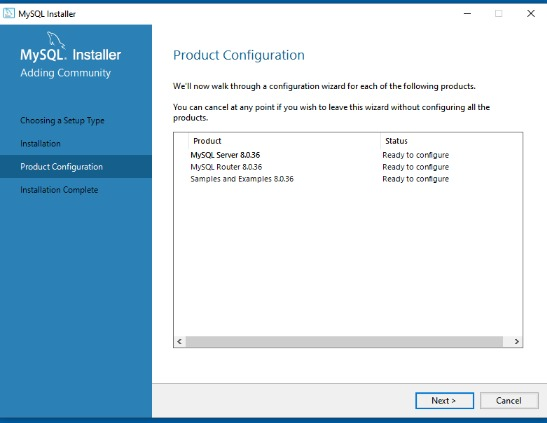 MySQL Installer
MySQL. Installer
Adding Community
Choosing a Setup Type
Installation
Product Configuration
Installation Complete
Product Configuration
We'll now walk through a configuration wizard for each of the following products.
You can cancel at any point if you wish to leave this wizard without configuring all the
products.
Product Status
MySQL Server 8.0.36 Ready to configure
MySQL Router 8.0.36 Ready to configure
Samples and Examples 8.0.36 Ready to configure
Next > Cancel